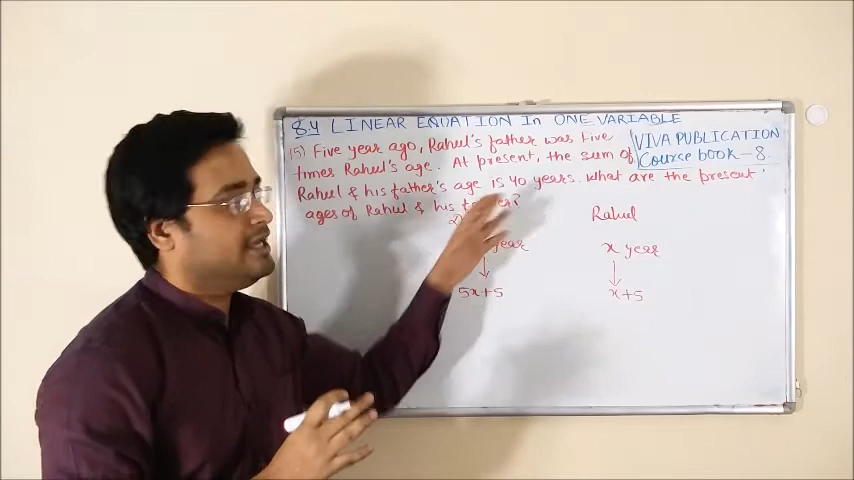 8.4 LINEAR EQUATION IN ONE VARIABLE
15) Five year ago, Rahul's father was five
times Rahul's age. At present, the sum of
Rahul & his father's age is 40 years. What are the present
ages of Rahul & his father?
VIVA PUBLICATION
Course book - 8.
Rahul
year
x year
↓
↓
5x+5
x+5